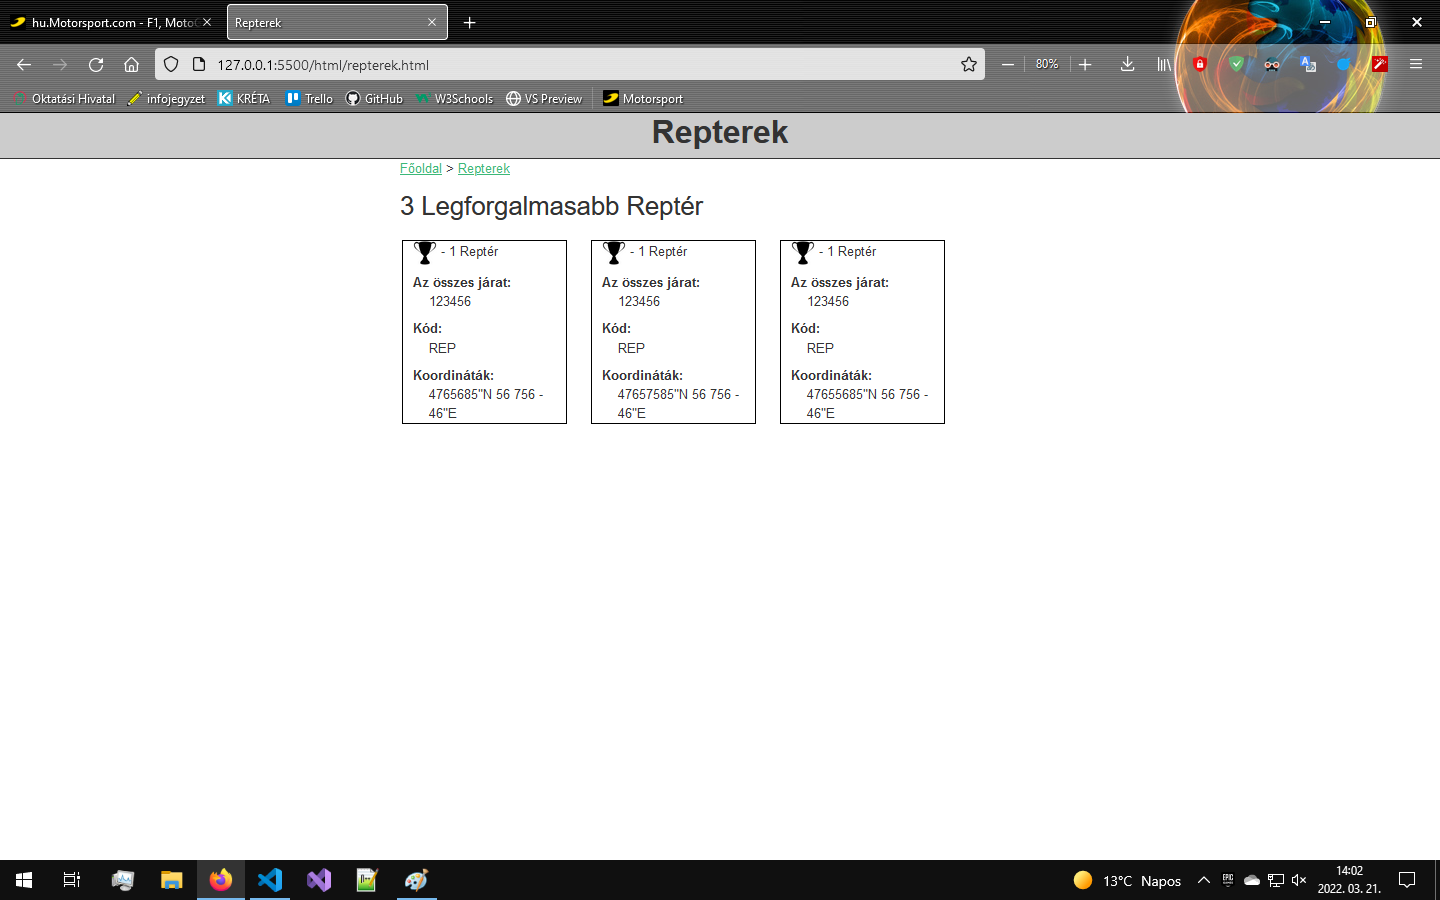 hu.Motorsport.com - F1, Moto
Repterek
127.0.0.1:5500/html/repterek.html
80%
Oktatási Hivatal
infojegyzet
KRÉTA
Trello
GitHub
W3Schools
VS Preview
Motorsport
Repterek
Főoldal > Repterek
3 Legforgalmasabb Reptér
- 1 Reptér
Az összes járat:
123456
Kód:
REP
Koordináták:
4765685"N 56 756 -
46"E
- 1 Reptér
Az összes járat:
123456
Kód:
REP
Koordináták:
47657585"N 56 756 -
46"E
- 1 Reptér
Az összes járat:
123456
Kód:
REP
Koordináták:
47655685"N 56 756 -
46"E
13°C Napos
14:02
2022. 03. 21.